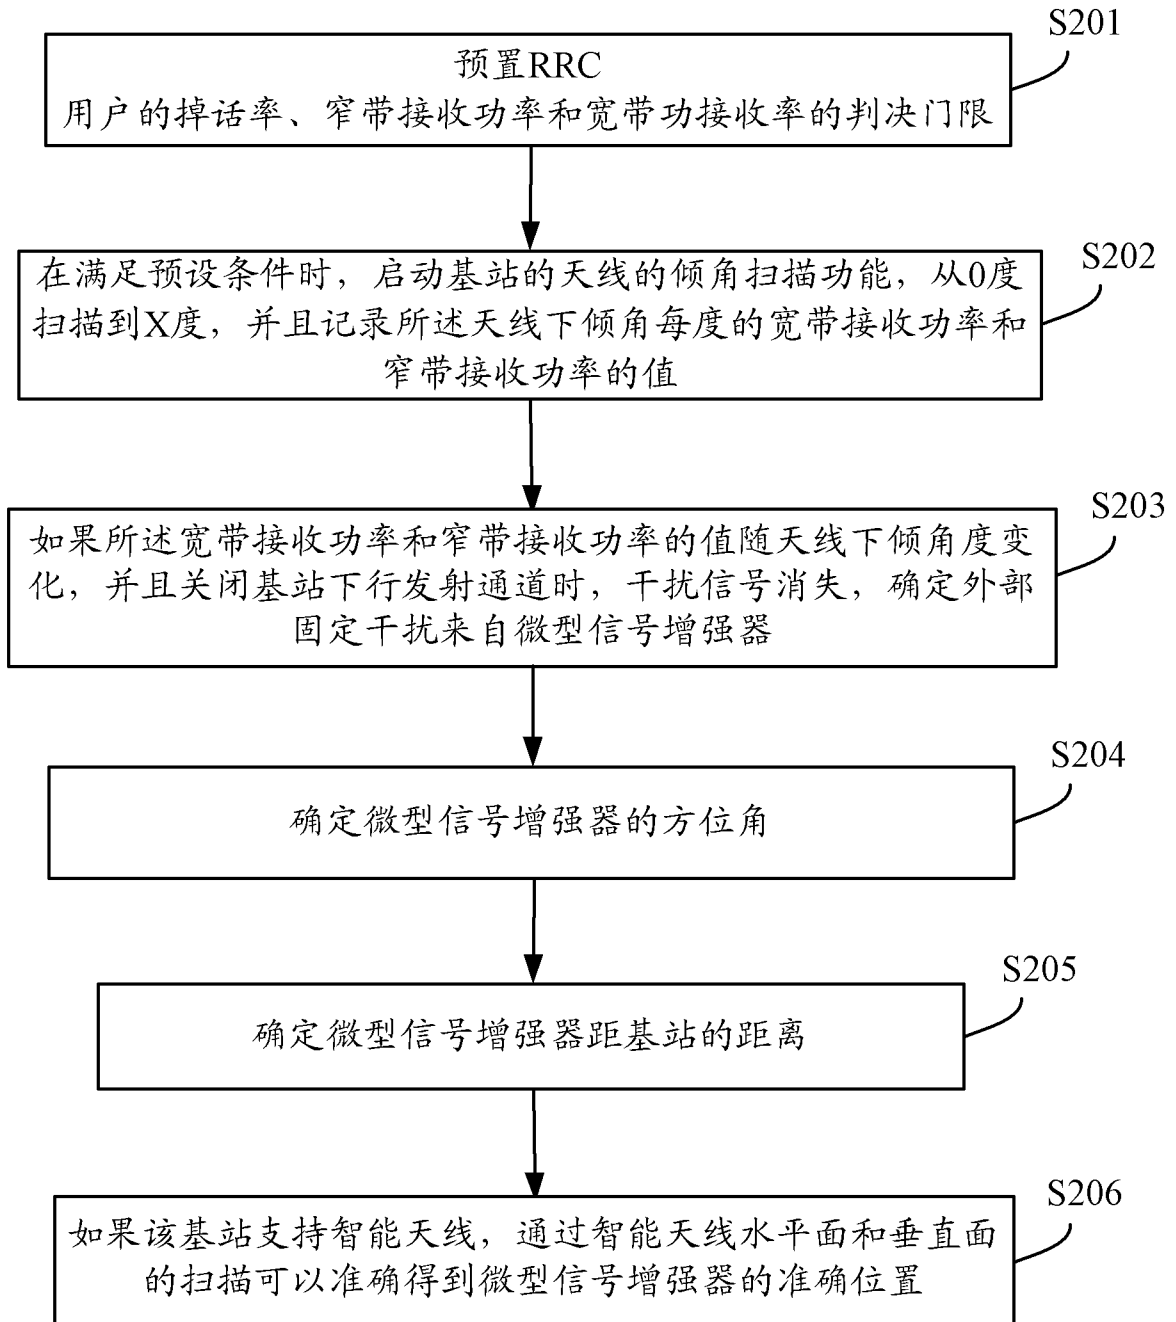 S201
预置RRC
用户的掉话率、窄带接收功率和宽带功接收率的判决门限
S202
在满足预设条件时，启动基站的天线的倾角扫描功能，从0度
扫描到X度，并且记录所述天线下倾角每度的宽带接收功率和
窄带接收功率的值
S203
如果所述宽带接收功率和窄带接收功率的值随天线下倾角度变
化，并且关闭基站下行发射通道时，干扰信号消失，确定外部
固定干扰来自微型信号增强器
S204
确定微型信号增强器的方位角
S205
确定微型信号增强器距基站的距离
S206
如果该基站支持智能天线，通过智能天线水平面和垂直面
的扫描可以准确得到微型信号增强器的准确位置